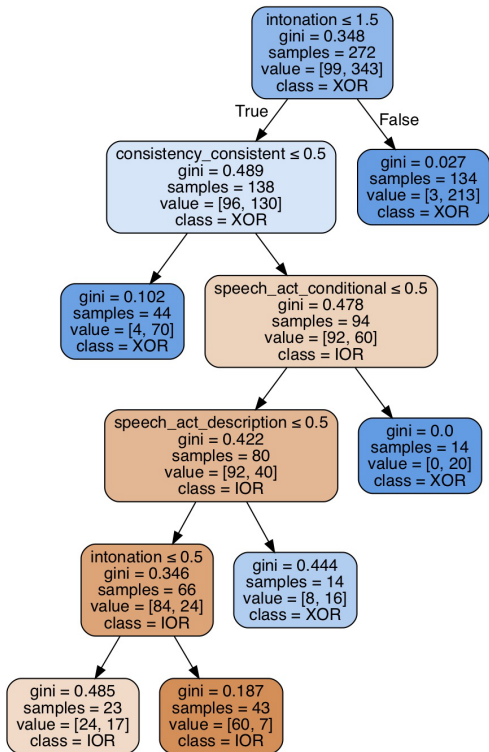 intonation ≤ 1.5
gini = 0.348
samples = 272
value = [99, 343]
class = XOR
True
False
consistency_consistent ≤ 0.5
gini = 0.489
samples = 138
value = [96, 130]
class = XOR
gini = 0.027
samples = 134
value = [3, 213]
class = XOR
gini = 0.102
samples = 44
value = [4, 70]
class = XOR
speech_act_conditional ≤ 0.5
gini = 0.478
samples = 94
value = [92, 60]
class = IOR
speech_act_description ≤ 0.5
gini = 0.422
samples = 80
value = [92, 40]
class = IOR
gini = 0.0
samples = 14
value = [0, 20]
class = XOR
intonation ≤ 0.5
gini = 0.346
samples = 66
value = [84, 24]
class = IOR
gini = 0.444
samples = 14
value = [8, 16]
class = XOR
gini = 0.485
samples = 23
value = [24, 17]
class = IOR
gini = 0.187
samples = 43
value = [60, 7]
class = IOR